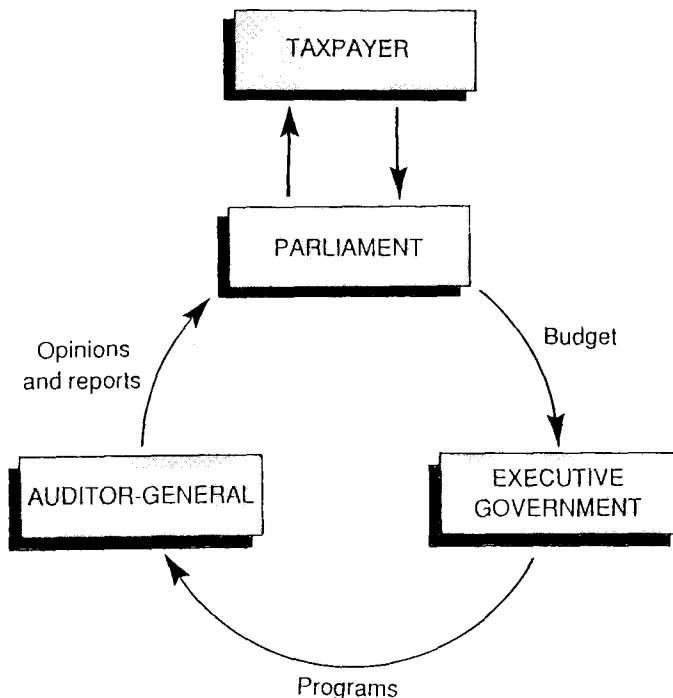 TAXPAYER
PARLIAMENT
Opinions
and reports
Budget
AUDITOR-GENERAL
EXECUTIVE
GOVERNMENT
Programs